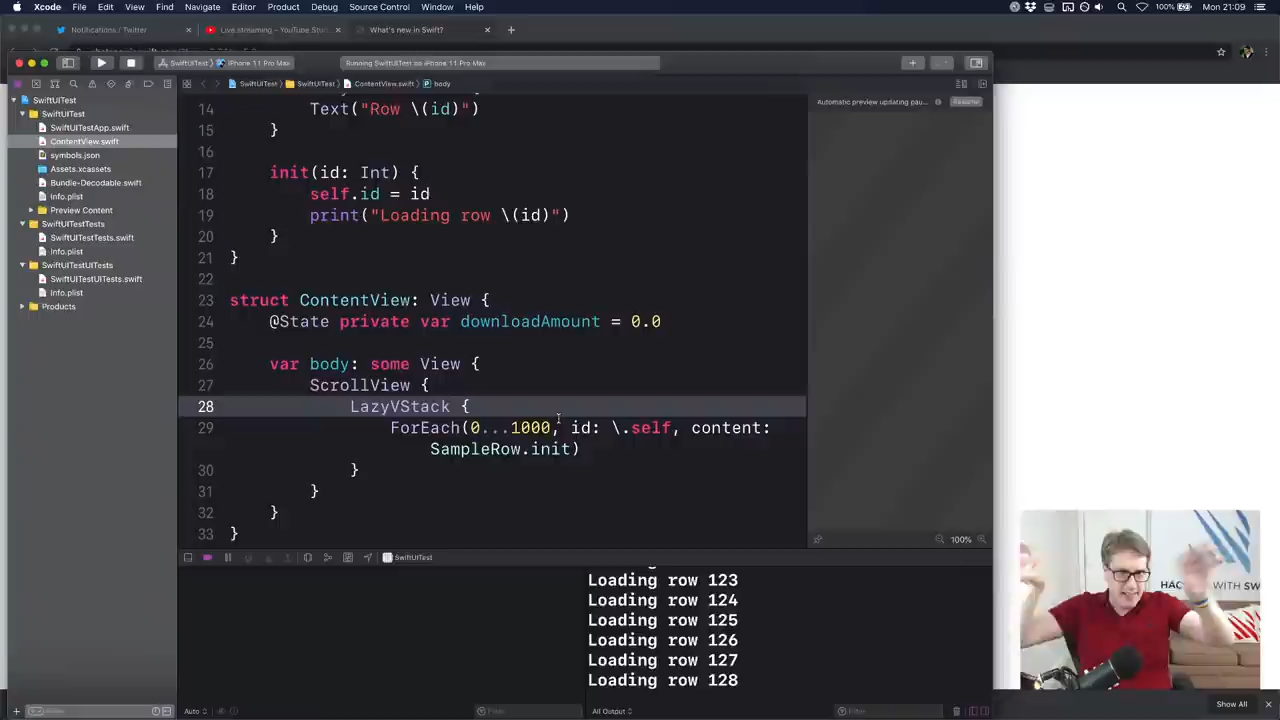 Xcode File Edit View Find Navigate Editor Product Debug Source Control Window Help 100% Mon 21:09
Notifications / Twitter Live streaming - YouTube Stu... What's new in Swift?
SwiftUITest iPhone 11 Pro Max Running SwiftUITest on iPhone 11 Pro Max
SwiftUITest SwiftUITest ContentView.swift body
Automatic preview updating pau... Resume
SwiftUITest
SwiftUITest
SwiftUITestApp.swift
ContentView.swift
symbols.json
Assets.xcassets
Bundle-Decodable.swift
Info.plist
Preview Content
SwiftUITestTests
SwiftUITestTests.swift
Info.plist
SwiftUITestUITests
SwiftUITestUITests.swift
Info.plist
Products
14 Text("Row \(id)")
15 }
16
17 init(id: Int) {
18 self.id = id
19 print("Loading row \(id)")
20 }
21 }
22
23 struct ContentView: View {
24 @State private var downloadAmount = 0.0
25
26 var body: some View {
27 ScrollView {
28 LazyVStack {
29 ForEach(0...1000, id: \.self, content:
SampleRow.init)
30 }
31 }
32 }
33 }
100%
SwiftUITest
Loading row 123
Loading row 124
Loading row 125
Loading row 126
Loading row 127
Loading row 128
Auto Filter All Output Filter
HACKING WITH SW
Show All